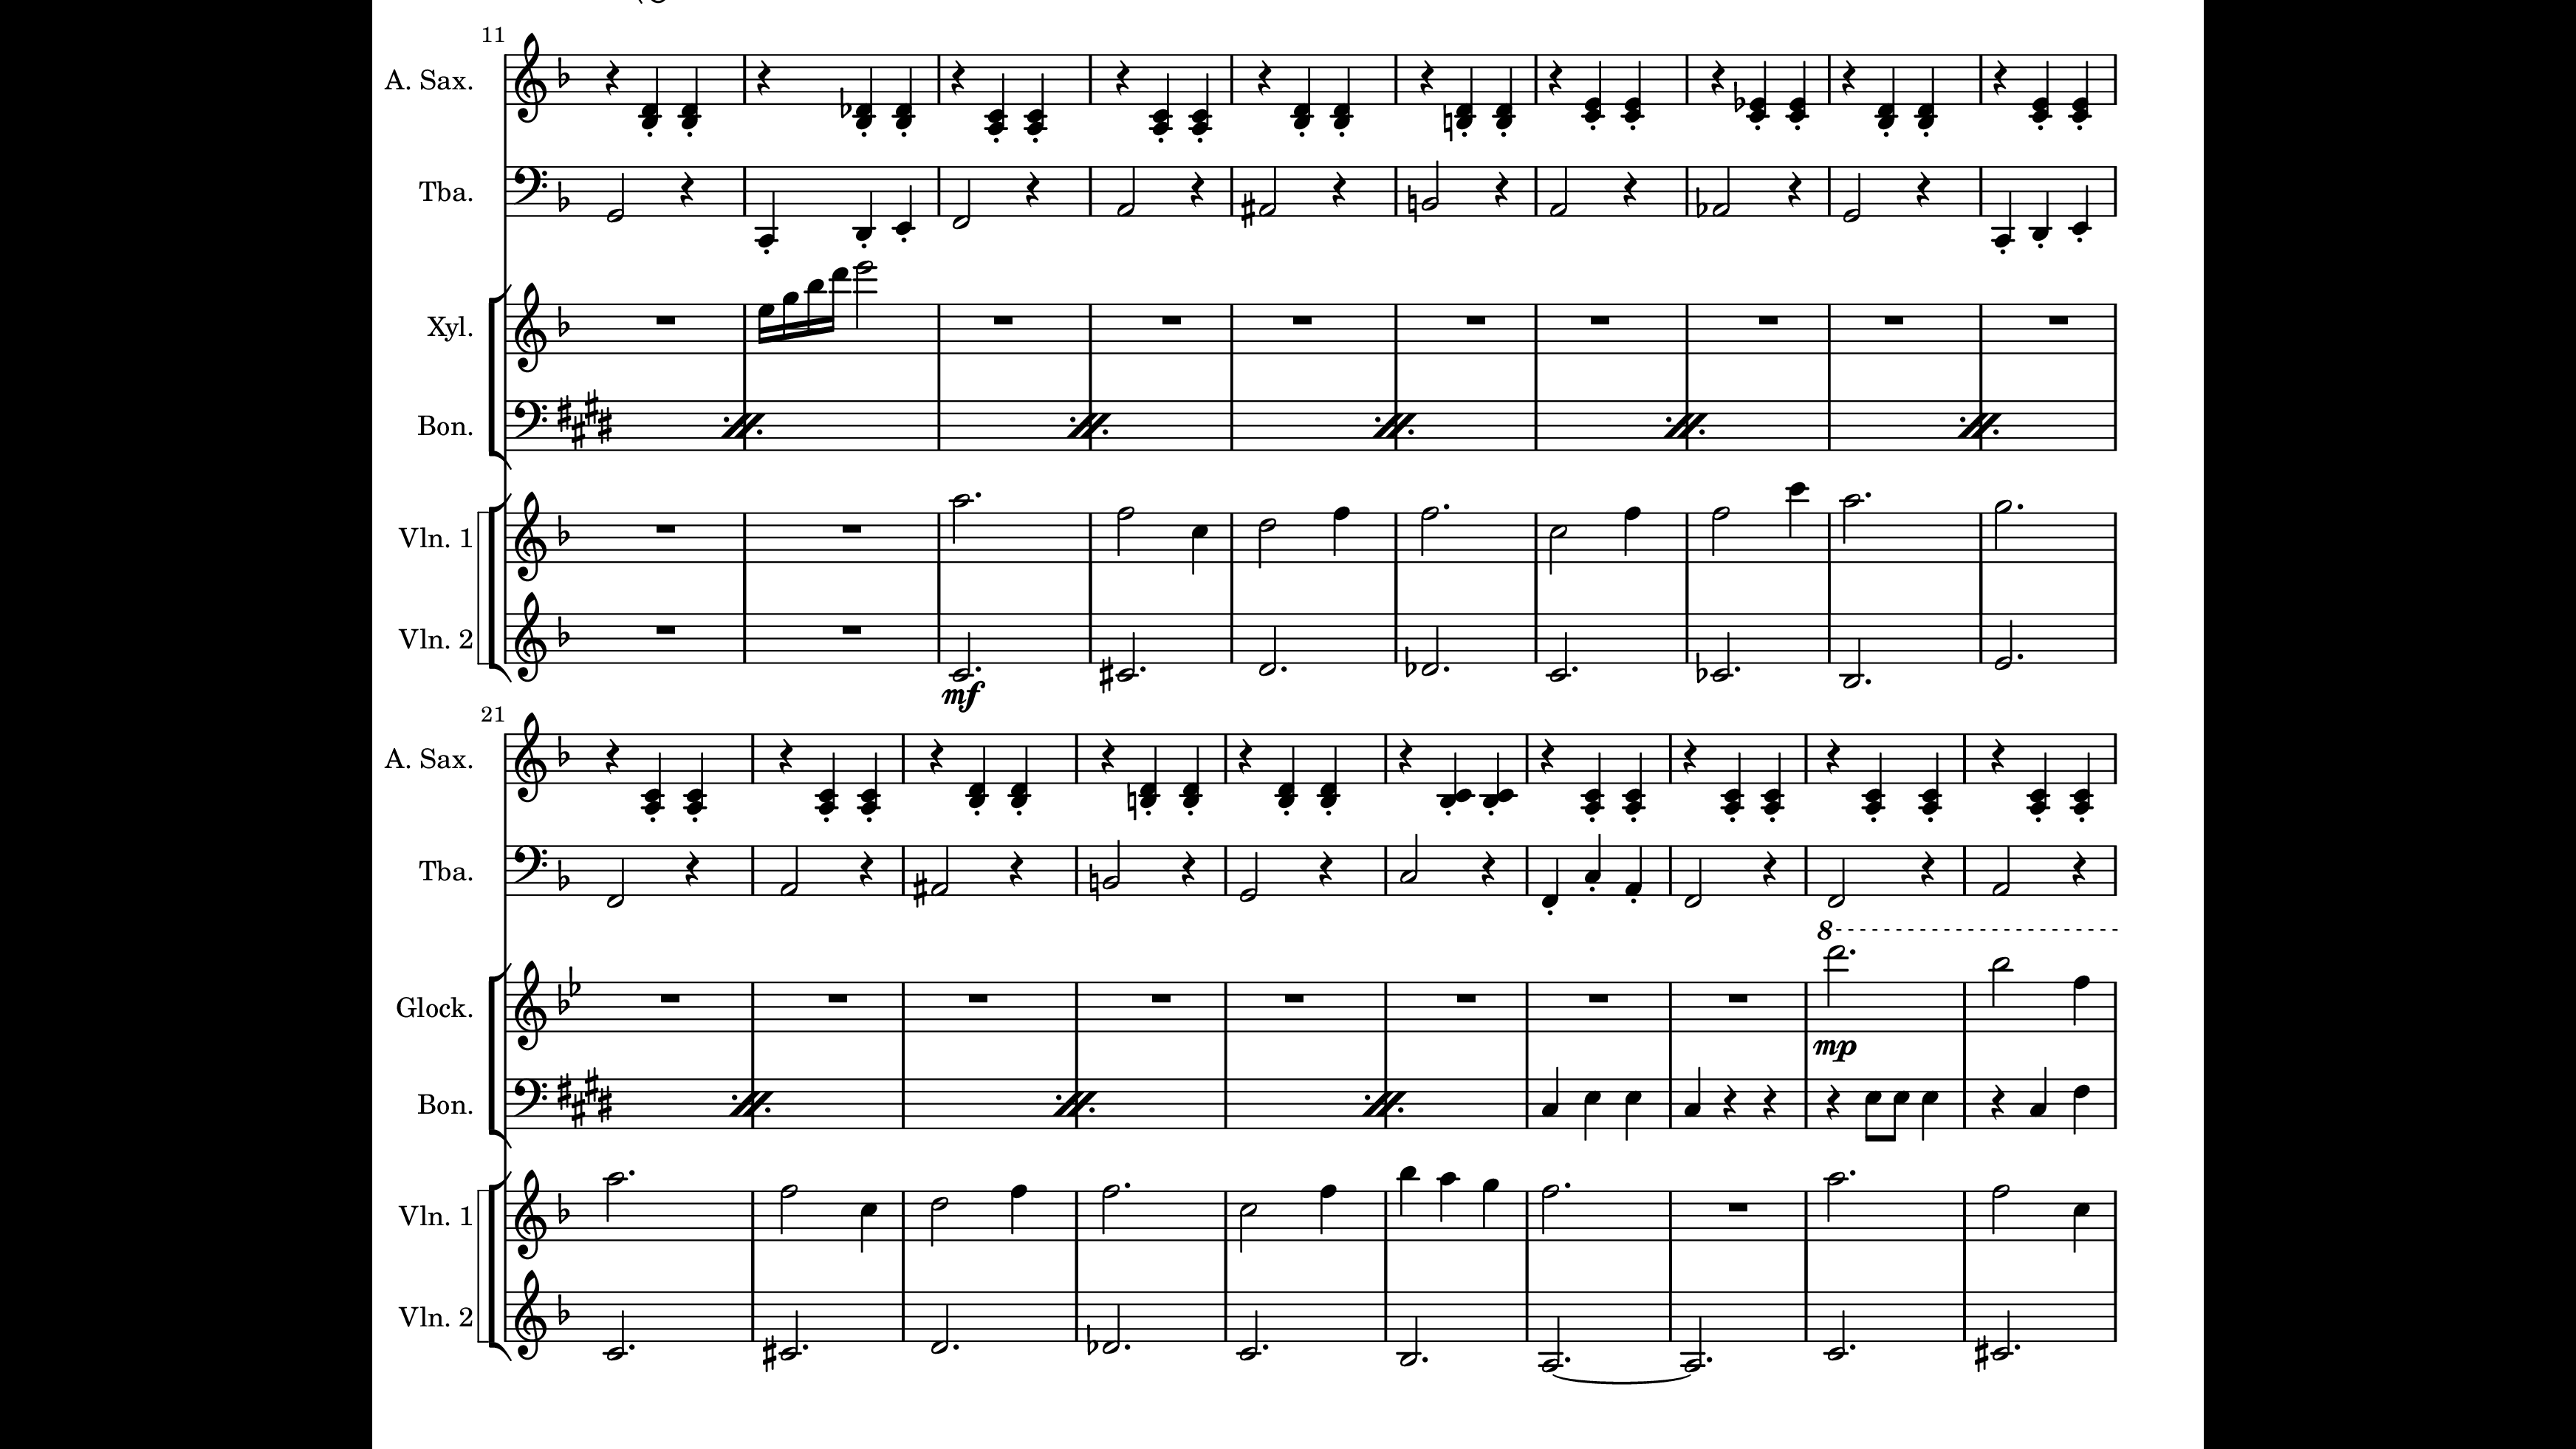 11
A. Sax.
Tba.
Xyl.
Bon.
Vln. 1
Vln. 2
mf
21
A. Sax.
Tba.
8
Glock.
mp
Bon.
Vln. 1
Vln. 2